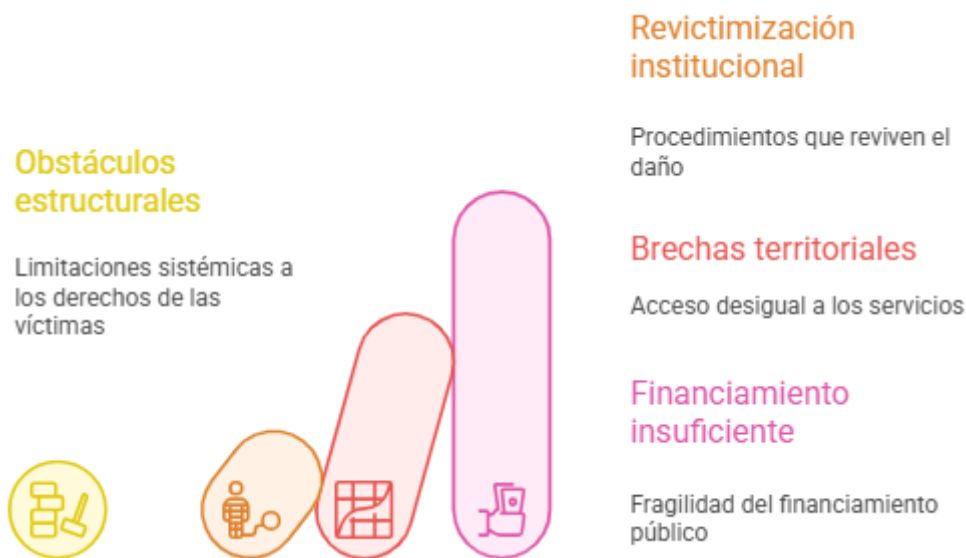 Obstáculos
estructurales
Limitaciones sistémicas a
los derechos de las
víctimas
Revictimización
institucional
Procedimientos que reviven el
daño
Brechas territoriales
Acceso desigual a los servicios
Financiamiento
insuficiente
Fragilidad del financiamiento
público